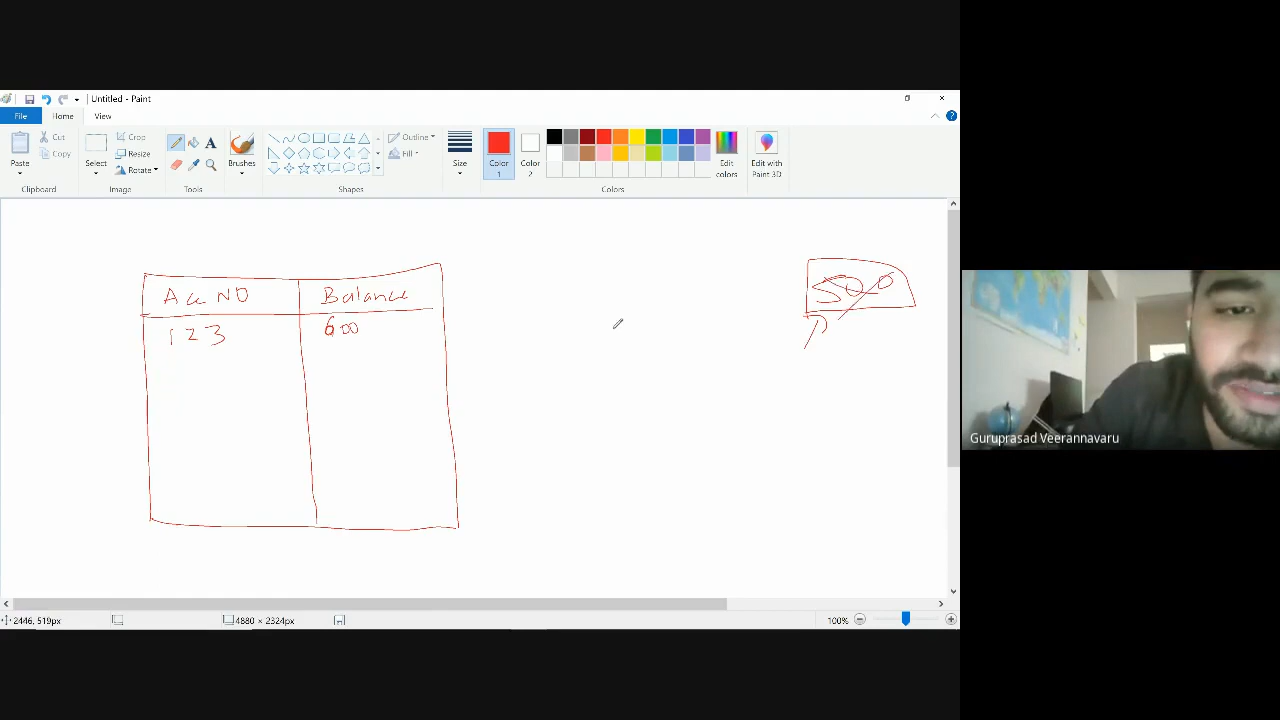 Untitled - Paint
File Home View
Paste
Cut
Copy
Clipboard
Select
Crop
Resize
Rotate
Image
Tools
Brushes
Shapes
Outline
Fill
Size
Color 1
Color 2
Edit colors
Colors
Edit with Paint 3D
Acc NO Balance
123 600
500
Guruprasad Veerannavaru
2446, 519px
4880 × 2324px
100%